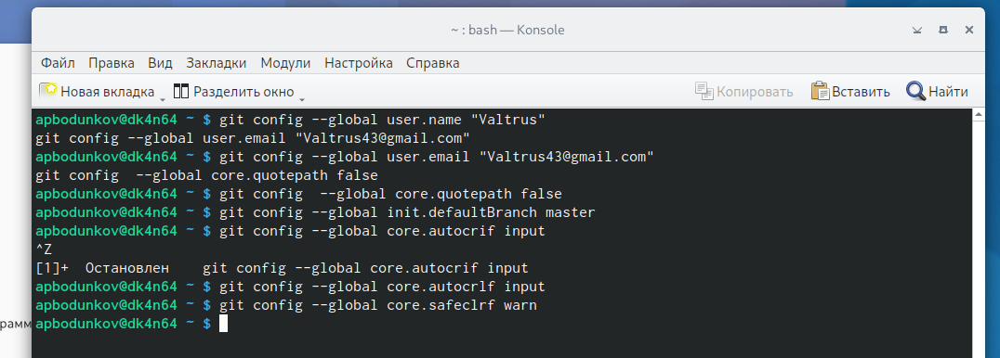 ~ : bash — Konsole
Файл Правка Вид Закладки Модули Настройка Справка
Новая вкладка Разделить окно Копировать Вставить Найти
apbodunkov@dk4n64 ~ $ git config --global user.name "Valtrus"
git config --global user.email "Valtrus43@gmail.com"
apbodunkov@dk4n64 ~ $ git config --global user.email "Valtrus43@gmail.com"
git config  --global core.quotepath false
apbodunkov@dk4n64 ~ $ git config  --global core.quotepath false
apbodunkov@dk4n64 ~ $ git config --global init.defaultBranch master
apbodunkov@dk4n64 ~ $ git config --global core.autocrif input
^Z
[1]+  Остановлен    git config --global core.autocrif input
apbodunkov@dk4n64 ~ $ git config --global core.autocrlf input
apbodunkov@dk4n64 ~ $ git config --global core.safeclrf warn
apbodunkov@dk4n64 ~ $